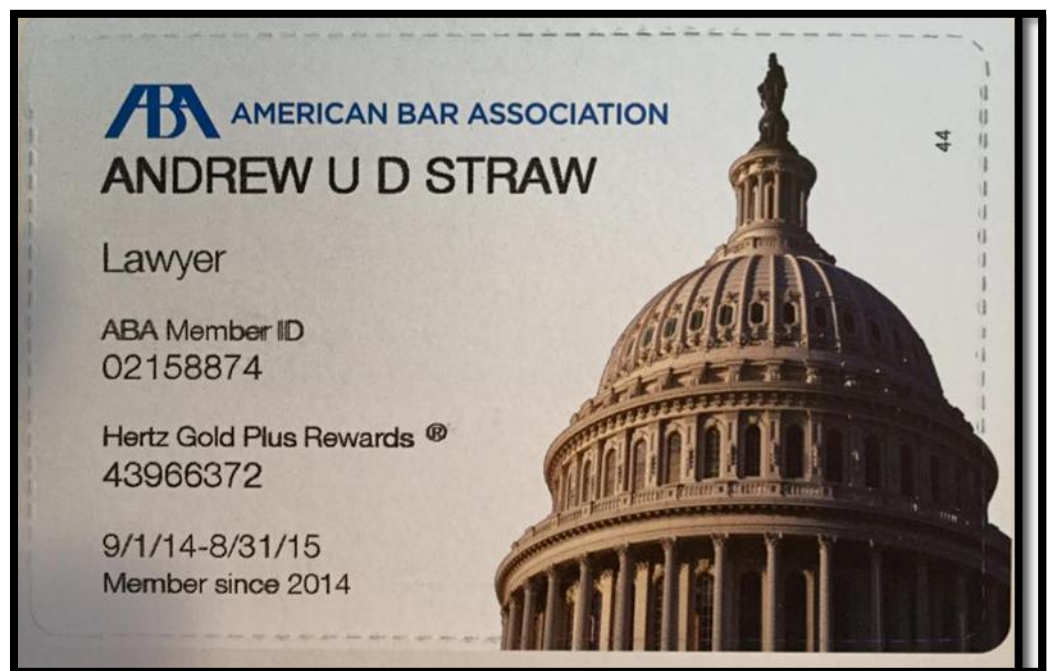 ABA AMERICAN BAR ASSOCIATION
ANDREW U D STRAW
Lawyer
ABA Member ID
02158874
Hertz Gold Plus Rewards ®
43966372
9/1/14-8/31/15
Member since 2014
44